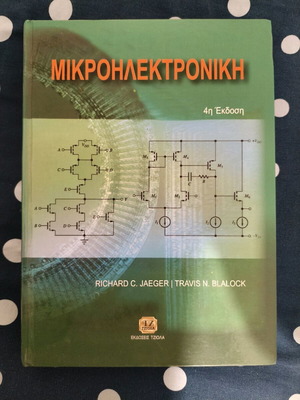 ΜΙΚΡΟΗΛΕΚΤΡΟΝΙΚΗ
4η Έκδοση
RICHARD C. JAEGER | TRAVIS N. BLALOCK
ΕΚΔΟΣΕΙΣ ΤΖΙΟΛΑ